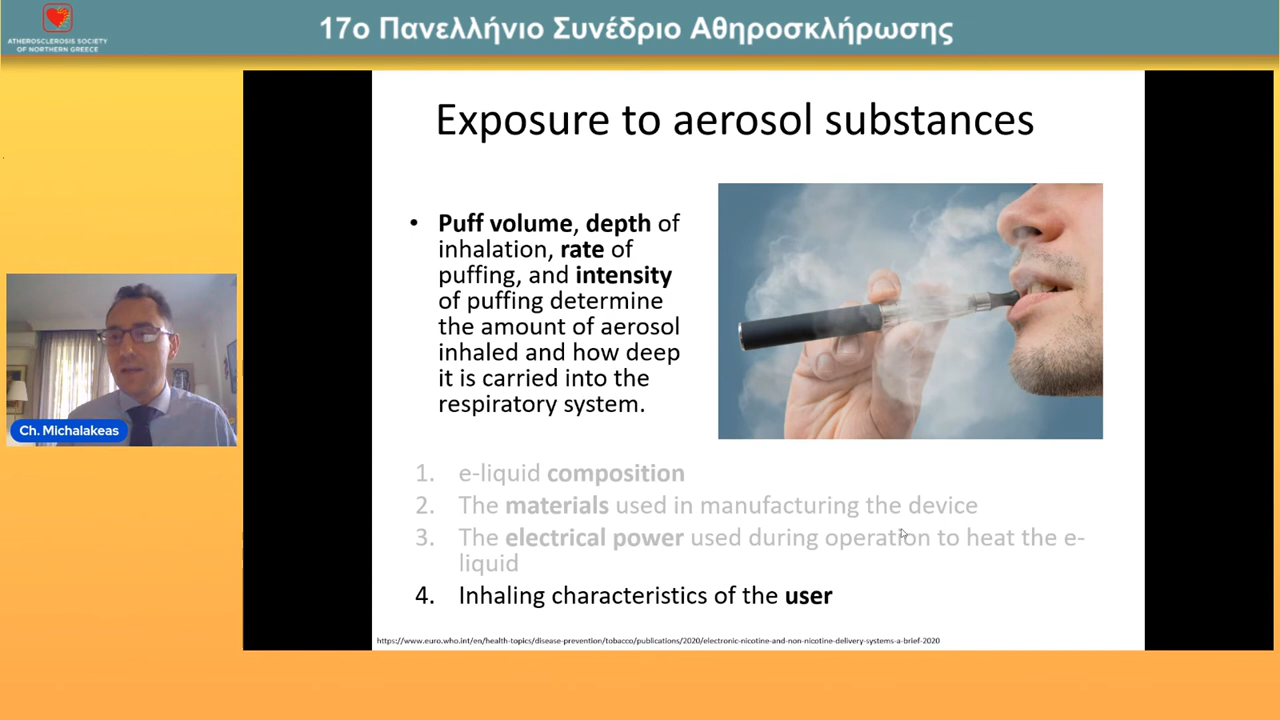 17ο Πανελλήνιο Συνέδριο Αθηροσκλήρωσης
ATHEROSCLEROSIS SOCIETY
OF NORTHERN GREECE
Exposure to aerosol substances
• Puff volume, depth of
inhalation, rate of
puffing, and intensity
of puffing determine
the amount of aerosol
inhaled and how deep
it is carried into the
respiratory system.
Ch. Michalakeas
1. e-liquid composition
2. The materials used in manufacturing the device
3. The electrical power used during operation to heat the e-
liquid
4. Inhaling characteristics of the user
https://www.euro.who.int/en/health-topics/disease-prevention/tobacco/publications/2020/electronic-nicotine-and-non-nicotine-delivery-systems-a-brief-2020